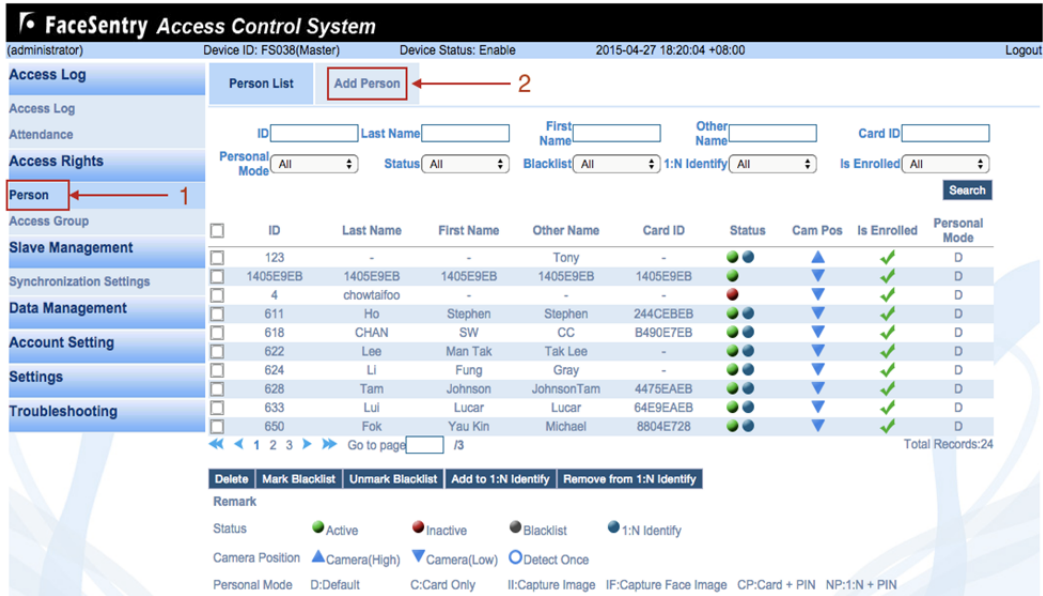 FaceSentry Access Control System
(administrator) Device ID: FS038(Master) Device Status: Enable 2015-04-27 18:20:04 +08:00 Logout
Access Log
Access Log
Attendance
Access Rights
Person 1
Access Group
Slave Management
Synchronization Settings
Data Management
Account Setting
Settings
Troubleshooting
Person List Add Person 2
ID Last Name First Name Other Name Card ID
Personal Mode All Status All Blacklist All 1:N Identify All Is Enrolled All
Search
ID Last Name First Name Other Name Card ID Status Cam Pos Is Enrolled Personal Mode
123 - - Tony - D
1405E9EB 1405E9EB 1405E9EB 1405E9EB 1405E9EB D
4 chowtaifoo - - - D
611 Ho Stephen Stephen 244CEBEB D
618 CHAN SW CC B490E7EB D
622 Lee Man Tak Tak Lee - D
624 Li Fung Gray - D
628 Tam Johnson JohnsonTam 4475EAEB D
633 Lui Lucar Lucar 64E9EAEB D
650 Fok Yau Kin Michael 8804E728 D
1 2 3 Go to page /3 Total Records:24
Delete Mark Blacklist Unmark Blacklist Add to 1:N Identify Remove from 1:N Identify
Remark
Status Active Inactive Blacklist 1:N Identify
Camera Position Camera(High) Camera(Low) Detect Once
Personal Mode D:Default C:Card Only II:Capture Image IF:Capture Face Image CP:Card + PIN NP:1:N + PIN